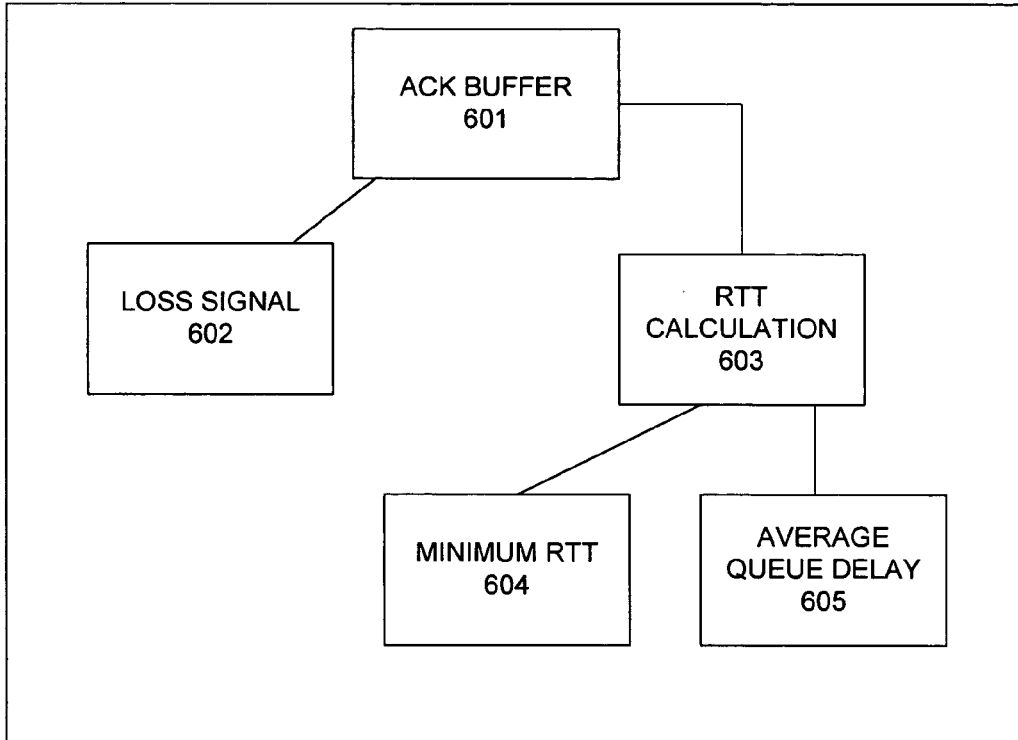 ACK BUFFER
601
LOSS SIGNAL
602
RTT
CALCULATION
603
MINIMUM RTT
604
AVERAGE
QUEUE DELAY
605